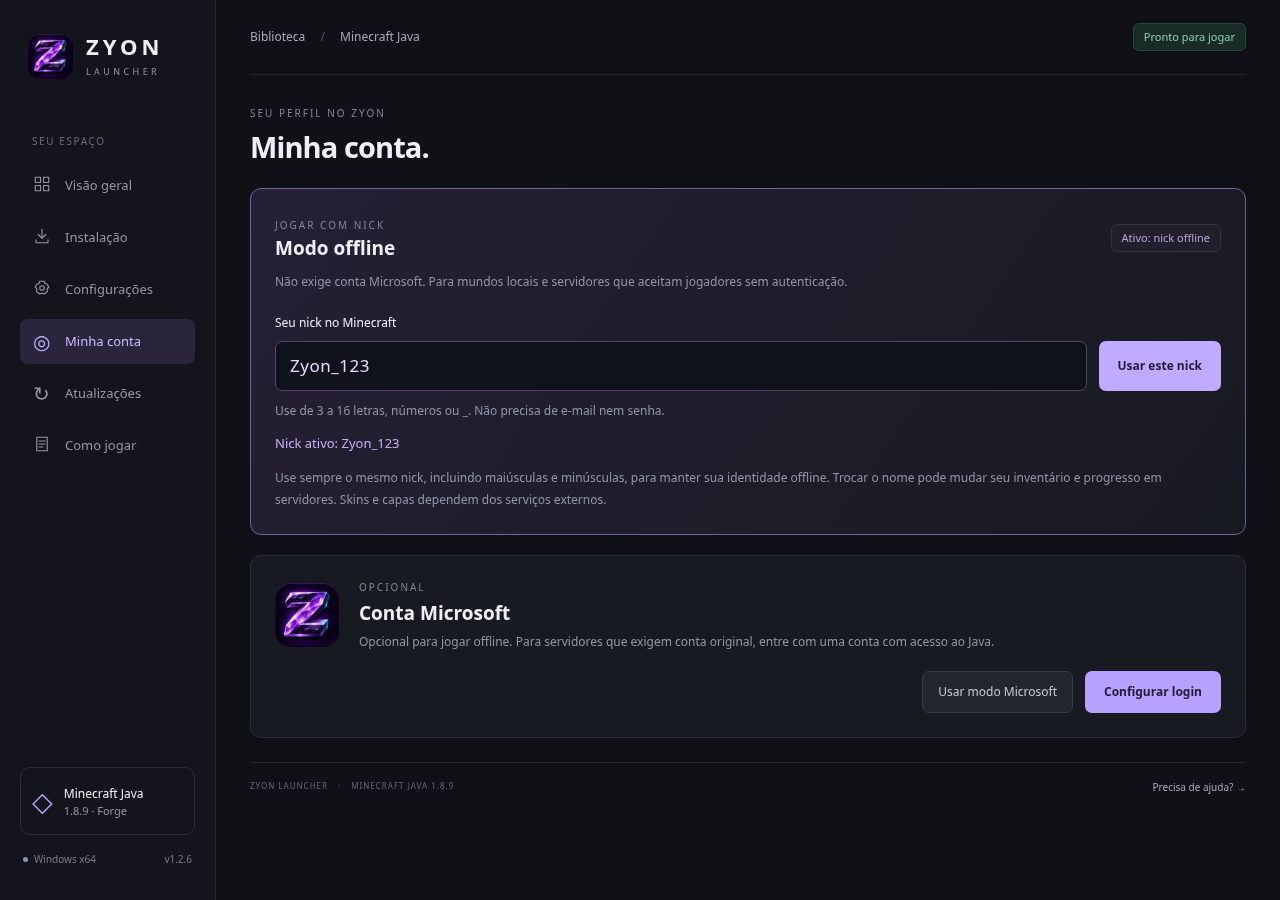 ZYON
LAUNCHER
SEU ESPAÇO
Visão geral
Instalação
Configurações
Minha conta
Atualizações
Como jogar
Minecraft Java
1.8.9 · Forge
Windows x64
v1.2.6
Biblioteca / Minecraft Java
Pronto para jogar
SEU PERFIL NO ZYON
Minha conta.
JOGAR COM NICK
Modo offline
Ativo: nick offline
Não exige conta Microsoft. Para mundos locais e servidores que aceitam jogadores sem autenticação.
Seu nick no Minecraft
Zyon_123
Usar este nick
Use de 3 a 16 letras, números ou _. Não precisa de e-mail nem senha.
Nick ativo: Zyon_123
Use sempre o mesmo nick, incluindo maiúsculas e minúsculas, para manter sua identidade offline. Trocar o nome pode mudar seu inventário e progresso em
servidores. Skins e capas dependem dos serviços externos.
OPCIONAL
Conta Microsoft
Opcional para jogar offline. Para servidores que exigem conta original, entre com uma conta com acesso ao Java.
Usar modo Microsoft
Configurar login
ZYON LAUNCHER · MINECRAFT JAVA 1.8.9
Precisa de ajuda? →